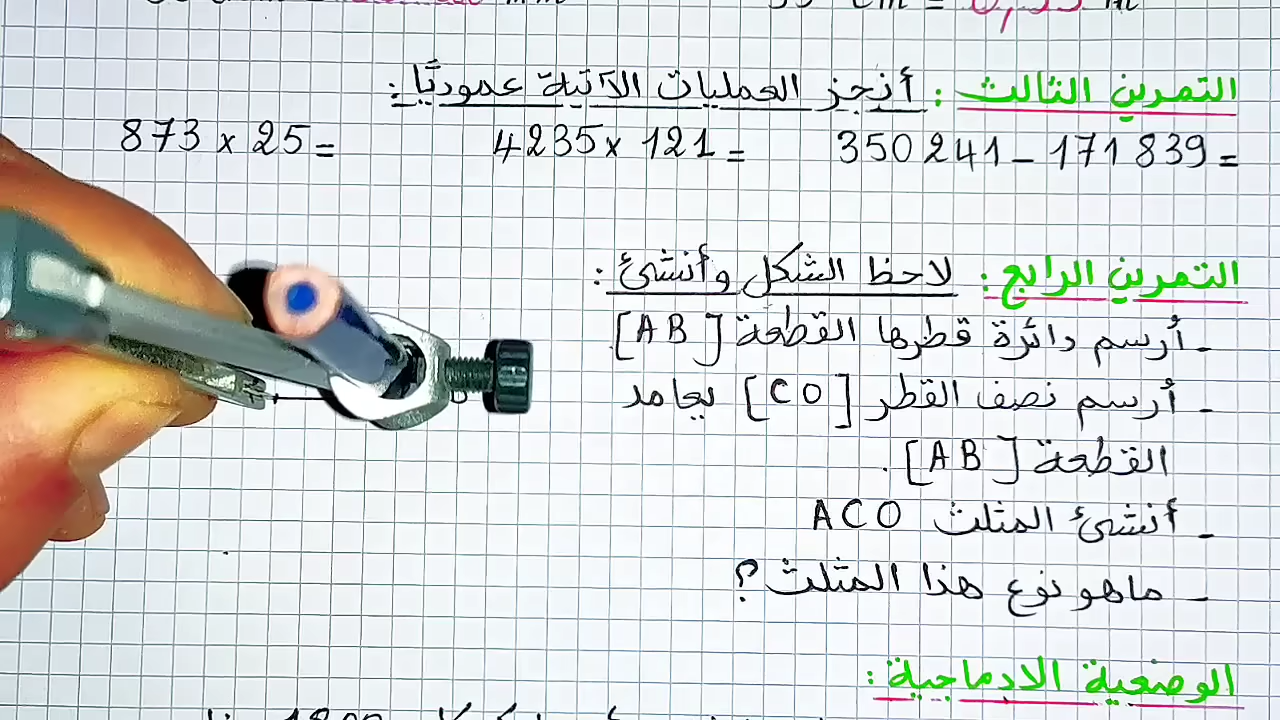 التمرين الثالث : أنجز العمليات الآتية عموديًا :
350 241 - 171 839 = 4235 x 121 = 873 x 25 =
التمرين الرابع : لاحظ الشكل وأنشئ :
- أرسم دائرة قطرها القطعة [AB]
- أرسم نصف القطر [CO] يعامد
القطعة [AB].
- أنشئ المثلث ACO
- ماهو نوع هذا المثلث؟
الوضعية الادماجية :